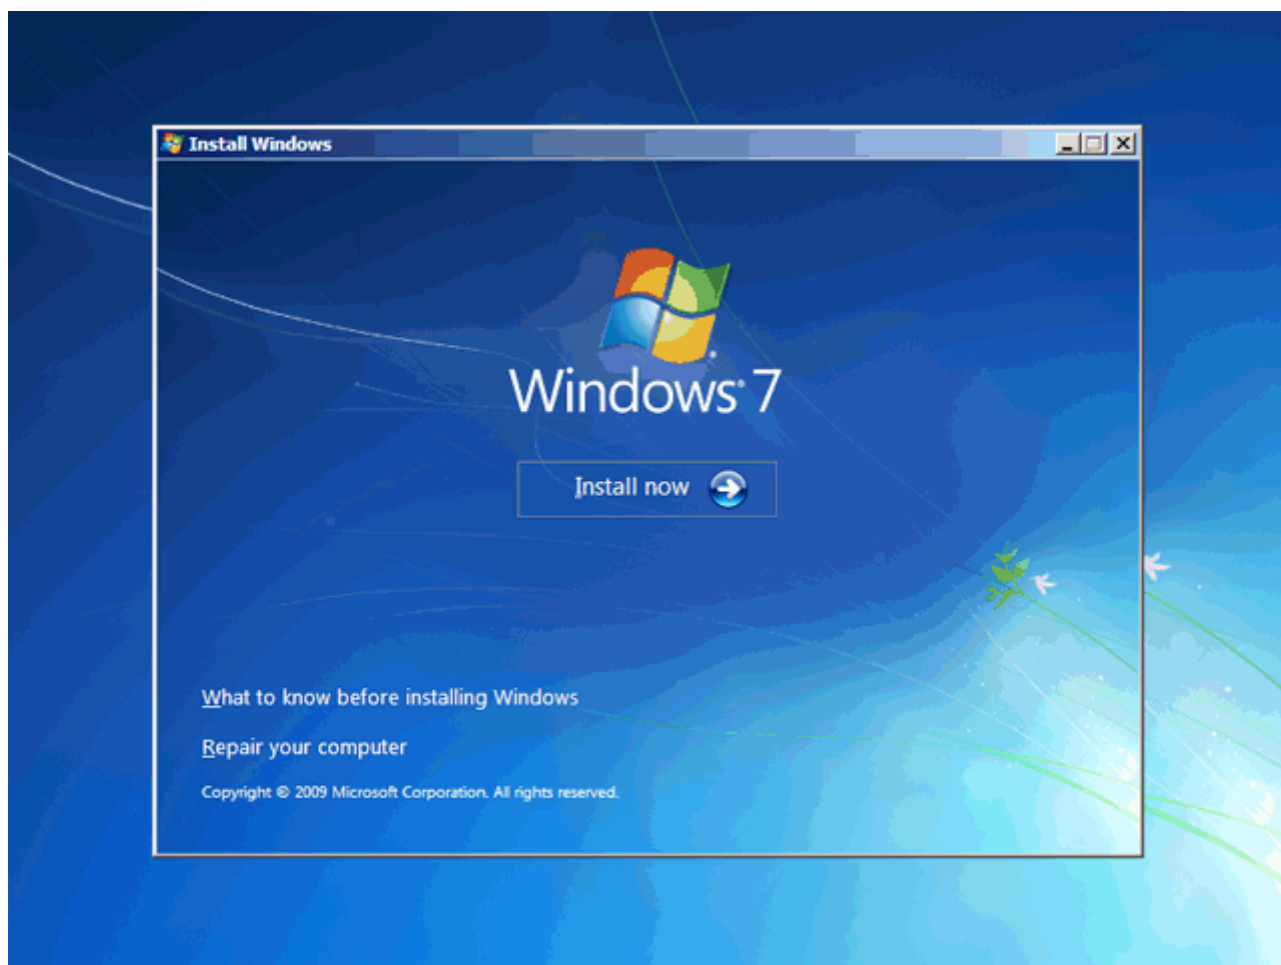 Install Windows
Windows® 7
Install now
What to know before installing Windows
Repair your computer
Copyright © 2009 Microsoft Corporation. All rights reserved.